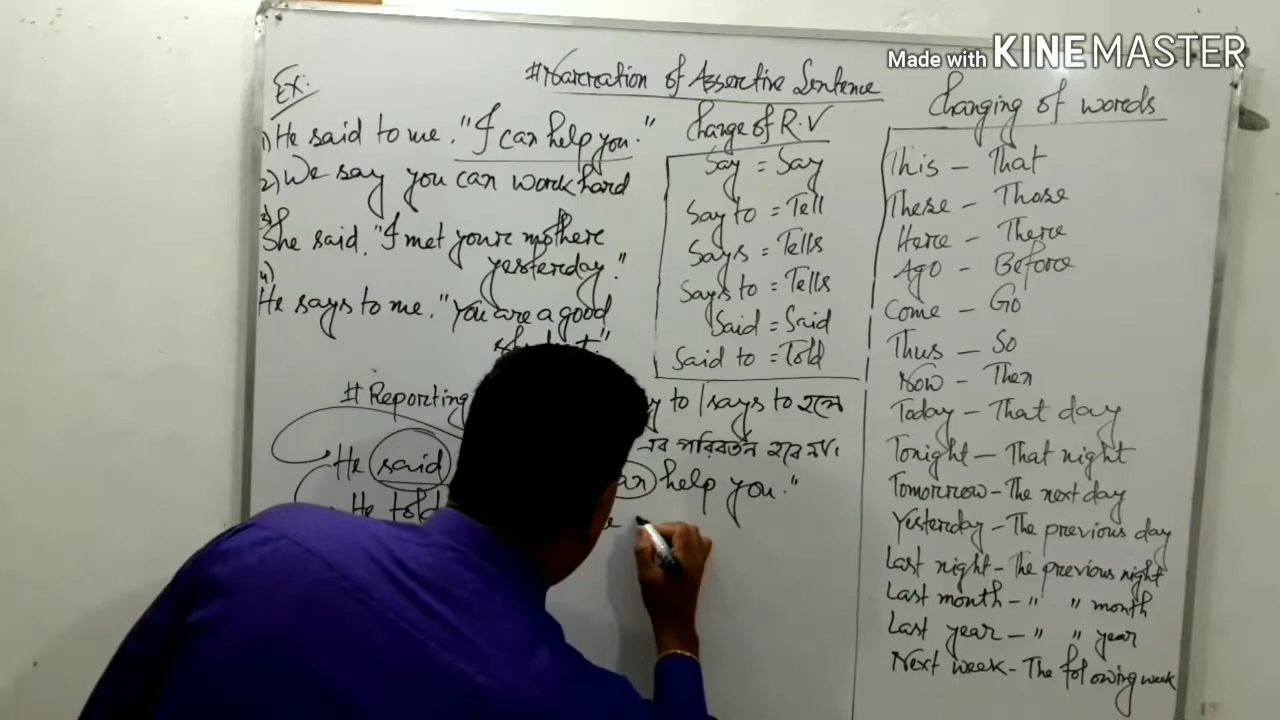 Made with KINEMASTER
#Narcreation of Assertive Sentence
Ex:
1) He said to me. "I can help you."
2) We say you can work hard
3) She said. "I met youre mothere
yesterday."
4) He says to me. "You are a good
student."
Change of R.V
Say = Say
Say to = Tell
Says = Tells
Says to = Tells
Said = Said
Said to = Told
Changing of words
This - That
These - Those
Here - There
Ago - Before
Come - Go
Thus - So
Now - Then
Today - That day
Tonight - That night
Tomorrow - The next day
Yesterday - The previous day
Last night - The previous night
Last month - " " month
Last year - " " year
Next week - The following week
#Reporting to / says to হলে
এর পরিবর্তন হবে না।
He said an help you."
He told